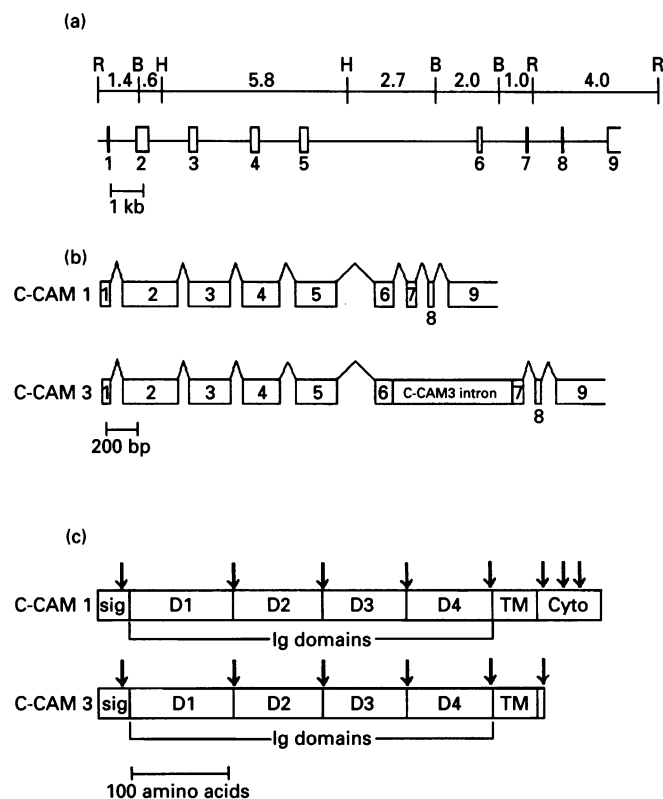 (a)
R B H H B B R R
1.4 .6 5.8 2.7 2.0 1.0 4.0
1 2 3 4 5 6 7 8 9
1 kb
(b)
C-CAM 1 1 2 3 4 5 6 7 9
8
C-CAM 3 1 2 3 4 5 6 C-CAM3 intron 7 9
8
200 bp
(c)
C-CAM 1 sig D1 D2 D3 D4 TM Cyto
Ig domains
C-CAM 3 sig D1 D2 D3 D4 TM
Ig domains
100 amino acids